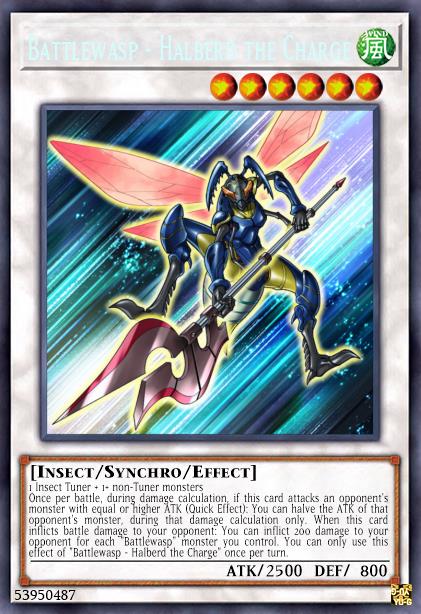 Battlewasp - Halberd the Charge
WIND
風
[Insect/Synchro/Effect]
1 Insect Tuner + 1+ non-Tuner monsters
Once per battle, during damage calculation, if this card attacks an opponent's
monster with equal or higher ATK (Quick Effect): You can halve the ATK of that
opponent's monster, during that damage calculation only. When this card
inflicts battle damage to your opponent: You can inflict 200 damage to your
opponent for each "Battlewasp" monster you control. You can only use this
effect of "Battlewasp - Halberd the Charge" once per turn.
ATK/2500 DEF/ 800
53950487